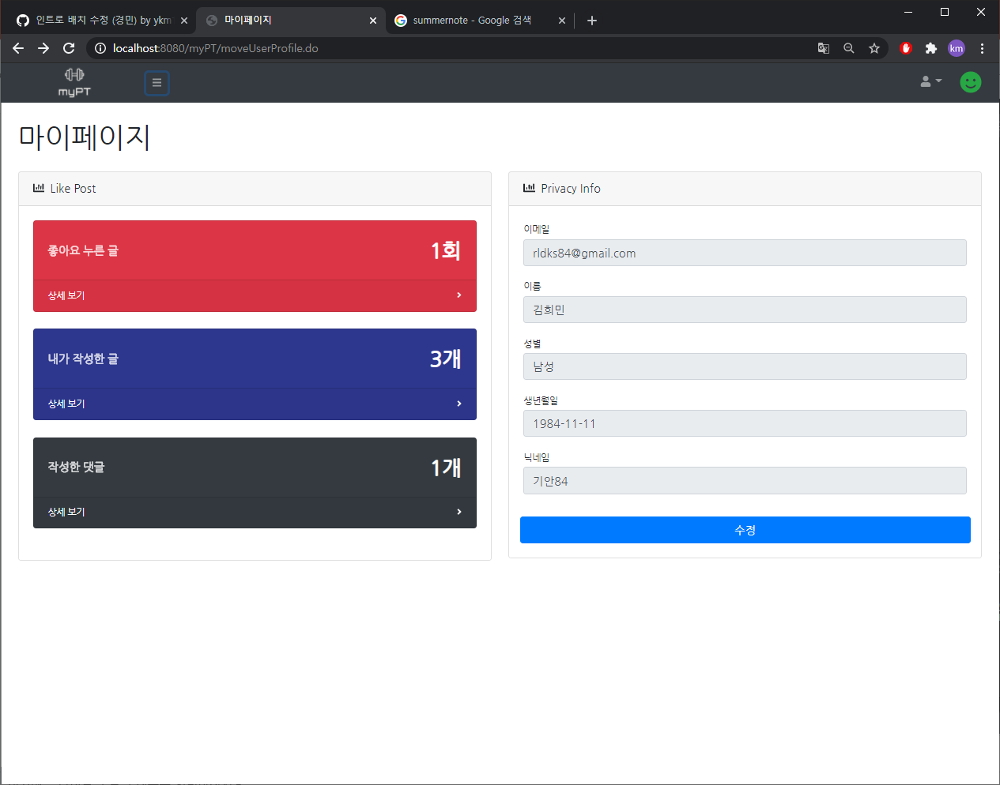 인트로 배치 수정 (경민) by ykm
마이페이지
summernote - Google 검색
localhost:8080/myPT/moveUserProfile.do
km
myPT
마이페이지
Like Post
좋아요 누른 글
1회
상세 보기
내가 작성한 글
3개
상세 보기
작성한 댓글
1개
상세 보기
Privacy Info
이메일
rldks84@gmail.com
이름
김희민
성별
남성
생년월일
1984-11-11
닉네임
기안84
수정